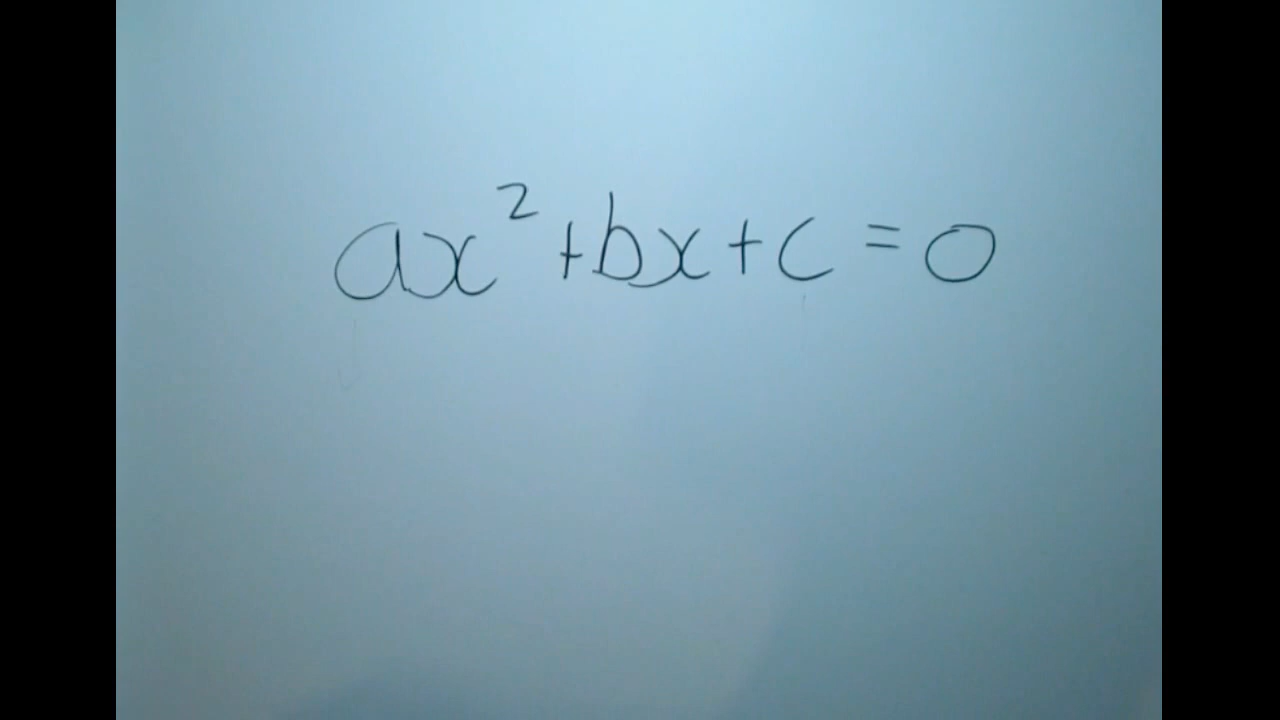 ax² + bx + c = 0